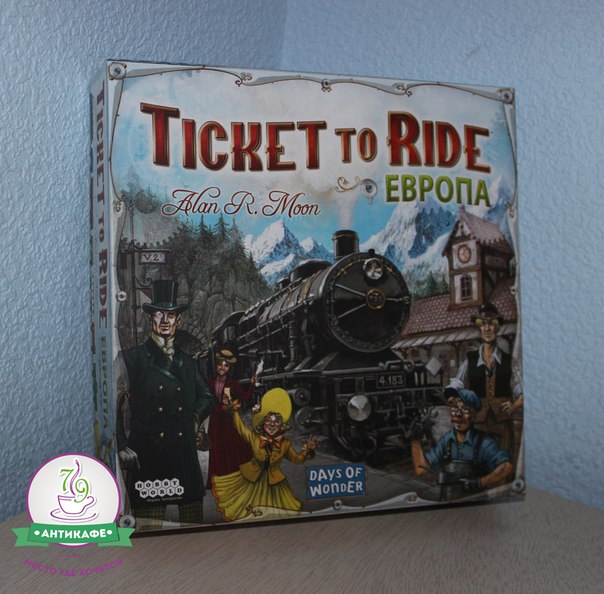 TICKET TO RIDE
ЕВРОПА
Alan R. Moon
V2
4.183
DAYS OF
WONDER
HOBBY
WORLD
TICKET TO RIDE ЕВРОПА
79
•АНТИКАФЕ•